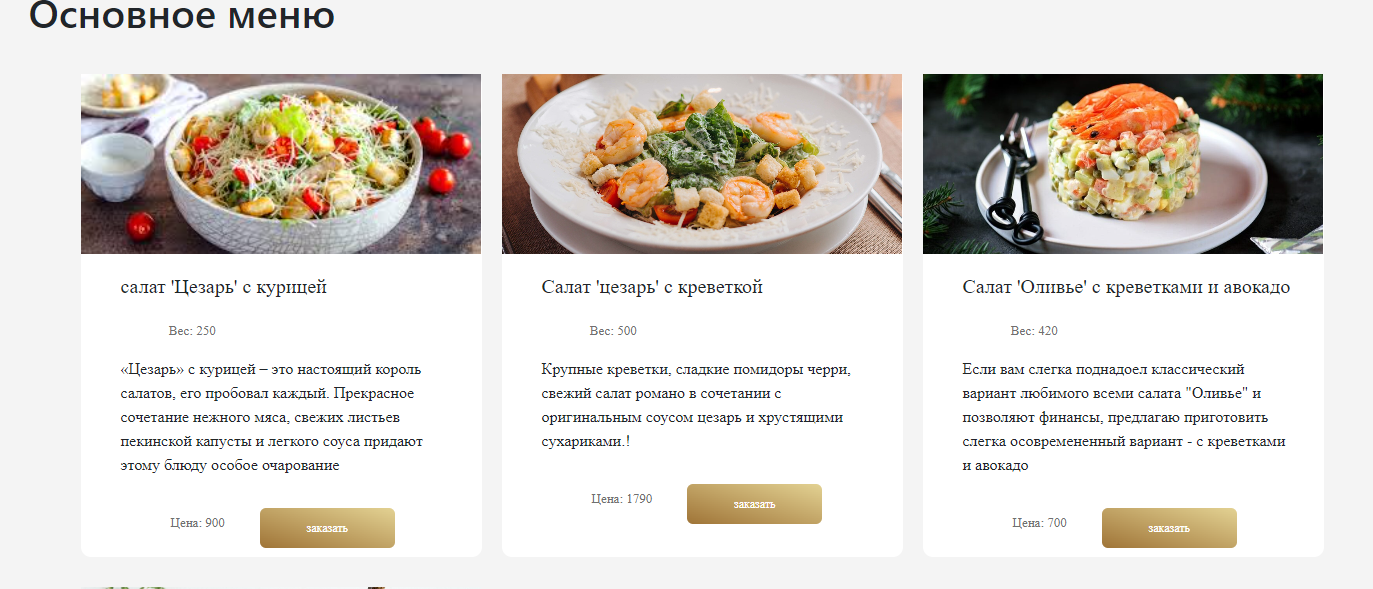 Основное меню
салат 'Цезарь' с курицей
Вес: 250
«Цезарь» с курицей – это настоящий король
салатов, его пробовал каждый. Прекрасное
сочетание нежного мяса, свежих листьев
пекинской капусты и легкого соуса придают
этому блюду особое очарование
Цена: 900
заказать
Салат 'цезарь' с креветкой
Вес: 500
Крупные креветки, сладкие помидоры черри,
свежий салат романо в сочетании с
оригинальным соусом цезарь и хрустящими
сухариками.!
Цена: 1790
заказать
Салат 'Оливье' с креветками и авокадо
Вес: 420
Если вам слегка поднадоел классический
вариант любимого всеми салата "Оливье" и
позволяют финансы, предлагаю приготовить
слегка осовремененный вариант - с креветками
и авокадо
Цена: 700
заказать